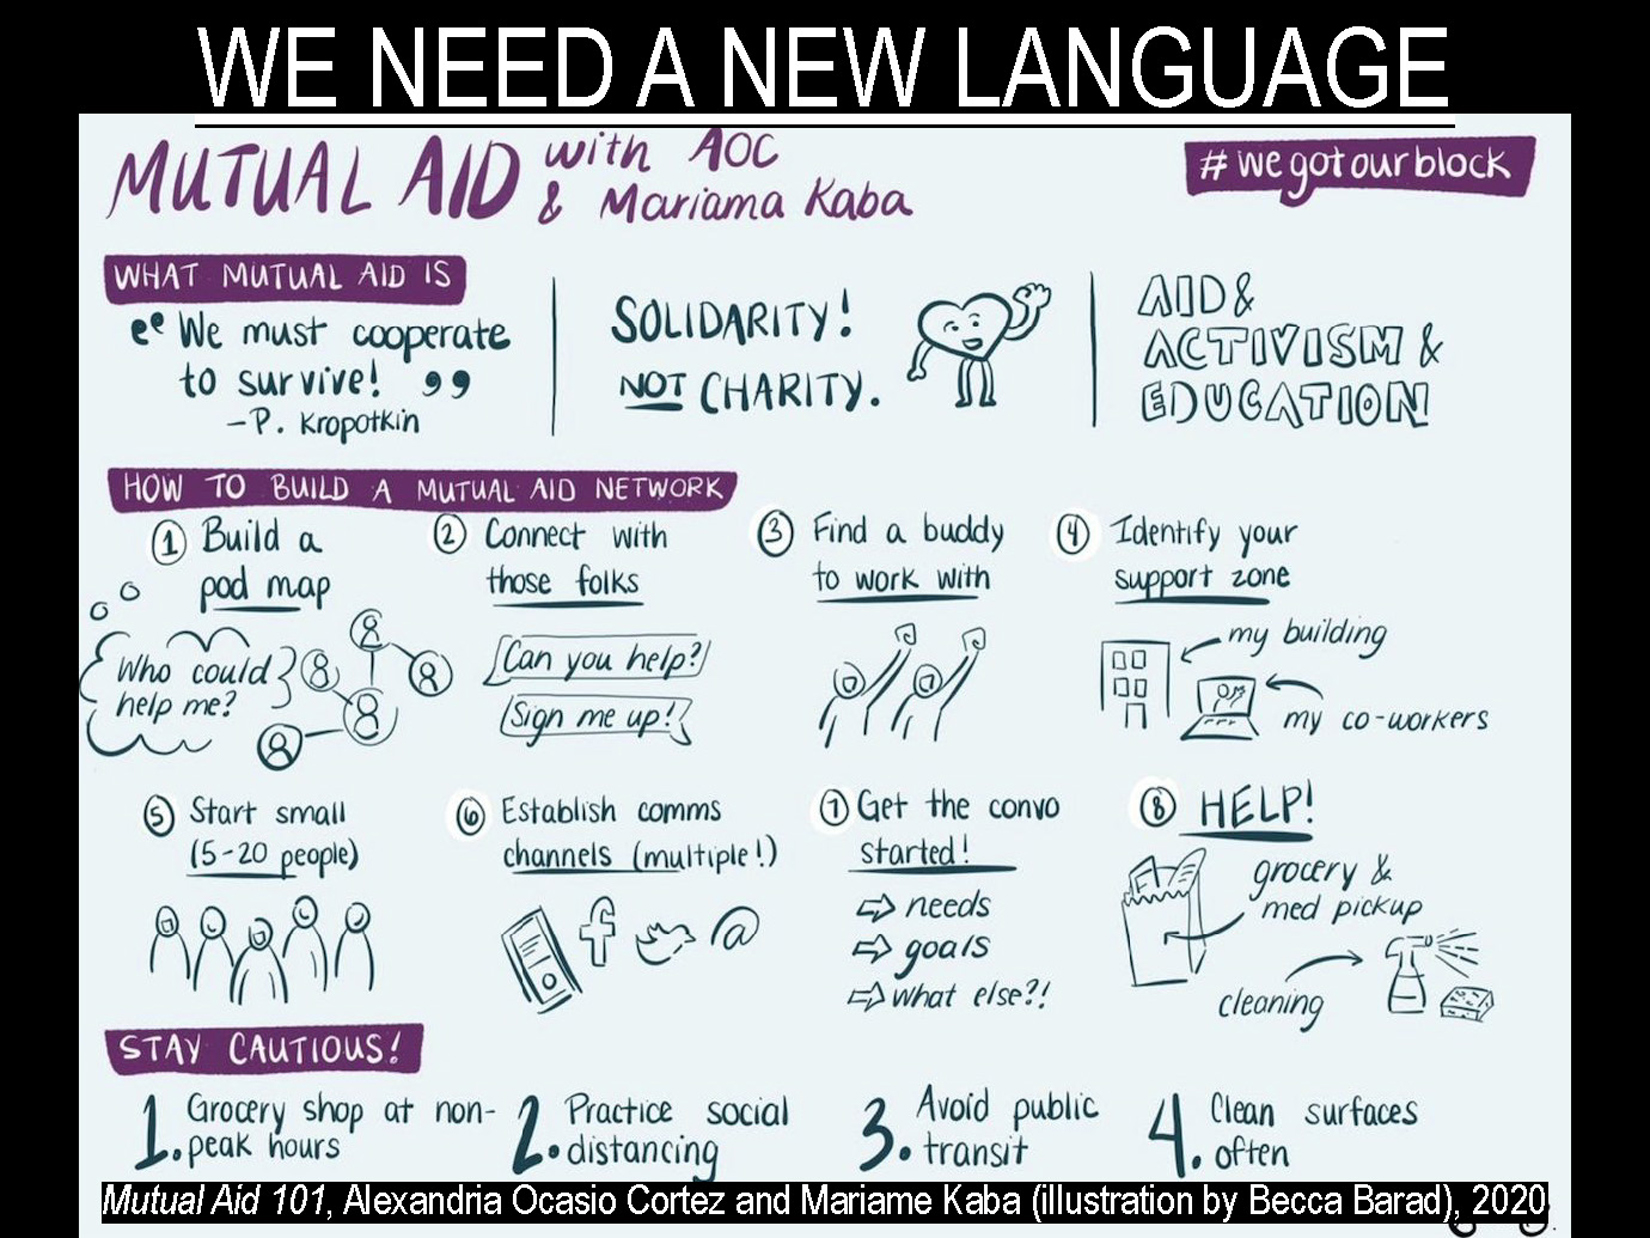 WE NEED A NEW LANGUAGE
MUTUAL AID with AOC
& Mariama Kaba
#wegotourblock
WHAT MUTUAL AID IS
"We must cooperate
to survive!"
-P. Kropotkin
SOLIDARITY!
NOT CHARITY.
AID &
ACTIVISM &
EDUCATION
HOW TO BUILD A MUTUAL AID NETWORK
1 Build a
pod map
Who could
help me?
2 Connect with
those folks
Can you help?
Sign me up!
3 Find a buddy
to work with
4 Identify your
support zone
my building
my co-workers
5 Start small
(5-20 people)
6 Establish comms
channels (multiple!)
7 Get the convo
started!
⇨ needs
⇨ goals
⇨ what else?!
8 HELP!
grocery &
med pickup
cleaning
STAY CAUTIOUS!
1. Grocery shop at non-
peak hours
2. Practice social
distancing
3. Avoid public
transit
4. Clean surfaces
often
Mutual Aid 101, Alexandria Ocasio Cortez and Mariame Kaba (illustration by Becca Barad), 2020